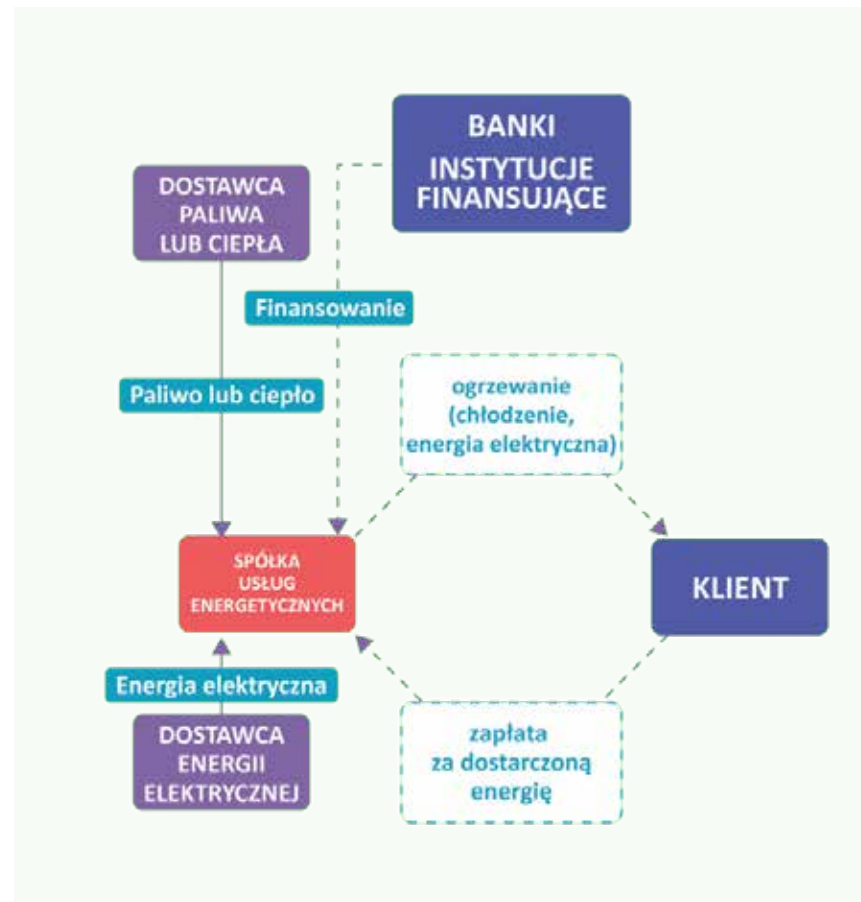 BANKI
INSTYTUCJE
FINANSUJĄCE
DOSTAWCA
PALIWA
LUB CIEPŁA
Finansowanie
Paliwo lub ciepło
ogrzewanie
(chłodzenie,
energia elektryczna)
SPÓŁKA
USŁUG
ENERGETYCZNYCH
KLIENT
Energia elektryczna
DOSTAWCA
ENERGII
ELEKTRYCZNEJ
zapłata
za dostarczoną
energię